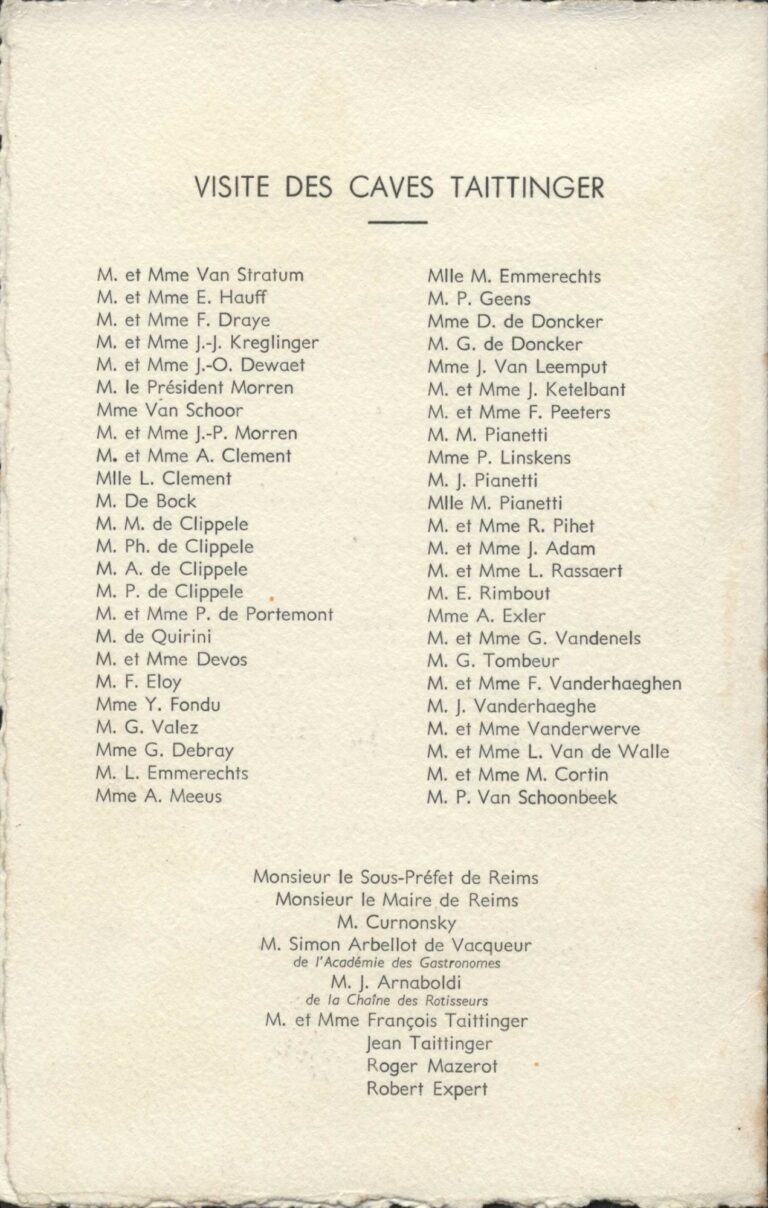 VISITE DES CAVES TAITTINGER
M. et Mme Van Stratum
M. et Mme E. Hauff
M. et Mme F. Draye
M. et Mme J.-J. Kreglinger
M. et Mme J.-O. Dewaet
M. le Président Morren
Mme Van Schoor
M. et Mme J.-P. Morren
M. et Mme A. Clement
Mlle L. Clement
M. De Bock
M. M. de Clippele
M. Ph. de Clippele
M. A. de Clippele
M. P. de Clippele
M. et Mme P. de Portemont
M. de Quirini
M. et Mme Devos
M. F. Eloy
Mme Y. Fondu
M. G. Valez
Mme G. Debray
M. L. Emmerechts
Mme A. Meeus
Mlle M. Emmerechts
M. P. Geens
Mme D. de Doncker
M. G. de Doncker
Mme J. Van Leemput
M. et Mme J. Ketelbant
M. et Mme F. Peeters
M. M. Pianetti
Mme P. Linskens
M. J. Pianetti
Mlle M. Pianetti
M. et Mme R. Pihet
M. et Mme J. Adam
M. et Mme L. Rassaert
M. E. Rimbout
Mme A. Exler
M. et Mme G. Vandenels
M. G. Tombeur
M. et Mme F. Vanderhaeghen
M. J. Vanderhaeghe
M. et Mme Vanderwerve
M. et Mme L. Van de Walle
M. et Mme M. Cortin
M. P. Van Schoonbeek
Monsieur le Sous-Préfet de Reims
Monsieur le Maire de Reims
M. Curnonsky
M. Simon Arbellot de Vacqueur
de l'Académie des Gastronomes
M. J. Arnaboldi
de la Chaîne des Rotisseurs
M. et Mme François Taittinger
Jean Taittinger
Roger Mazerot
Robert Expert